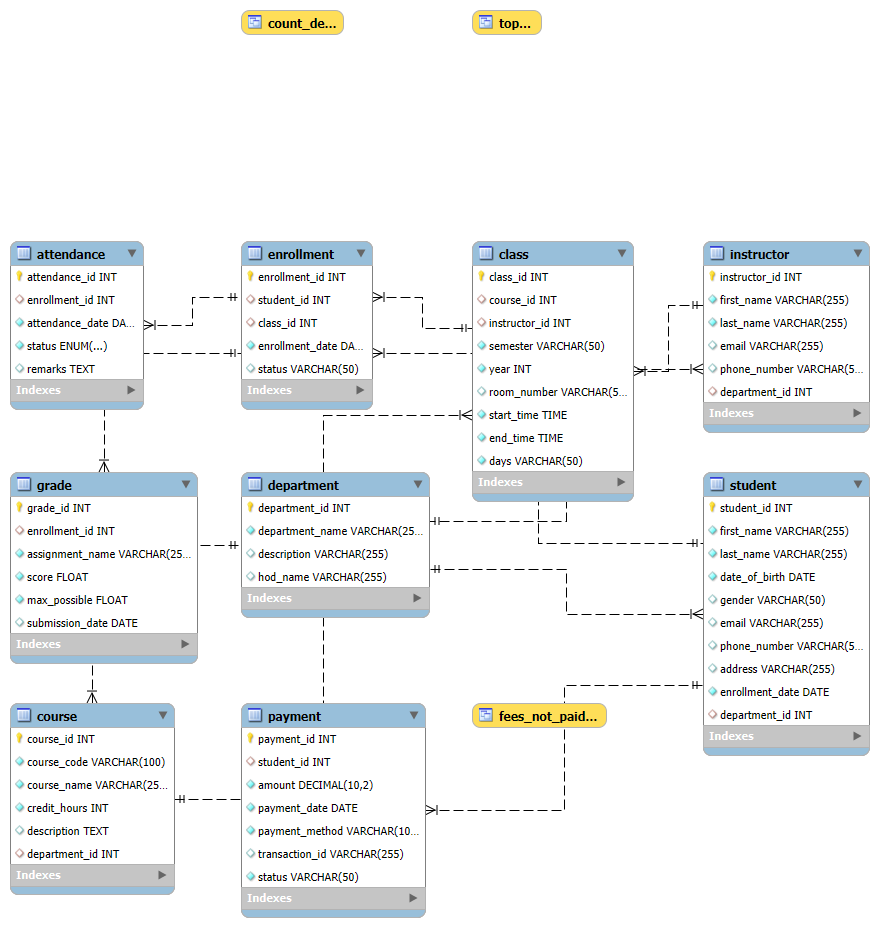 count_de...
top...
attendance
attendance_id INT
enrollment_id INT
attendance_date DA...
status ENUM(...)
remarks TEXT
Indexes
enrollment
enrollment_id INT
student_id INT
class_id INT
enrollment_date DA...
status VARCHAR(50)
Indexes
class
class_id INT
course_id INT
instructor_id INT
semester VARCHAR(50)
year INT
room_number VARCHAR(5...
start_time TIME
end_time TIME
days VARCHAR(50)
Indexes
instructor
instructor_id INT
first_name VARCHAR(255)
last_name VARCHAR(255)
email VARCHAR(255)
phone_number VARCHAR(5...
department_id INT
Indexes
grade
grade_id INT
enrollment_id INT
assignment_name VARCHAR(25...
score FLOAT
max_possible FLOAT
submission_date DATE
Indexes
department
department_id INT
department_name VARCHAR(25...
description VARCHAR(255)
hod_name VARCHAR(255)
Indexes
student
student_id INT
first_name VARCHAR(255)
last_name VARCHAR(255)
date_of_birth DATE
gender VARCHAR(50)
email VARCHAR(255)
phone_number VARCHAR(5...
address VARCHAR(255)
enrollment_date DATE
department_id INT
Indexes
course
course_id INT
course_code VARCHAR(100)
course_name VARCHAR(25...
credit_hours INT
description TEXT
department_id INT
Indexes
payment
payment_id INT
student_id INT
amount DECIMAL(10,2)
payment_date DATE
payment_method VARCHAR(10...
transaction_id VARCHAR(255)
status VARCHAR(50)
Indexes
fees_not_paid...